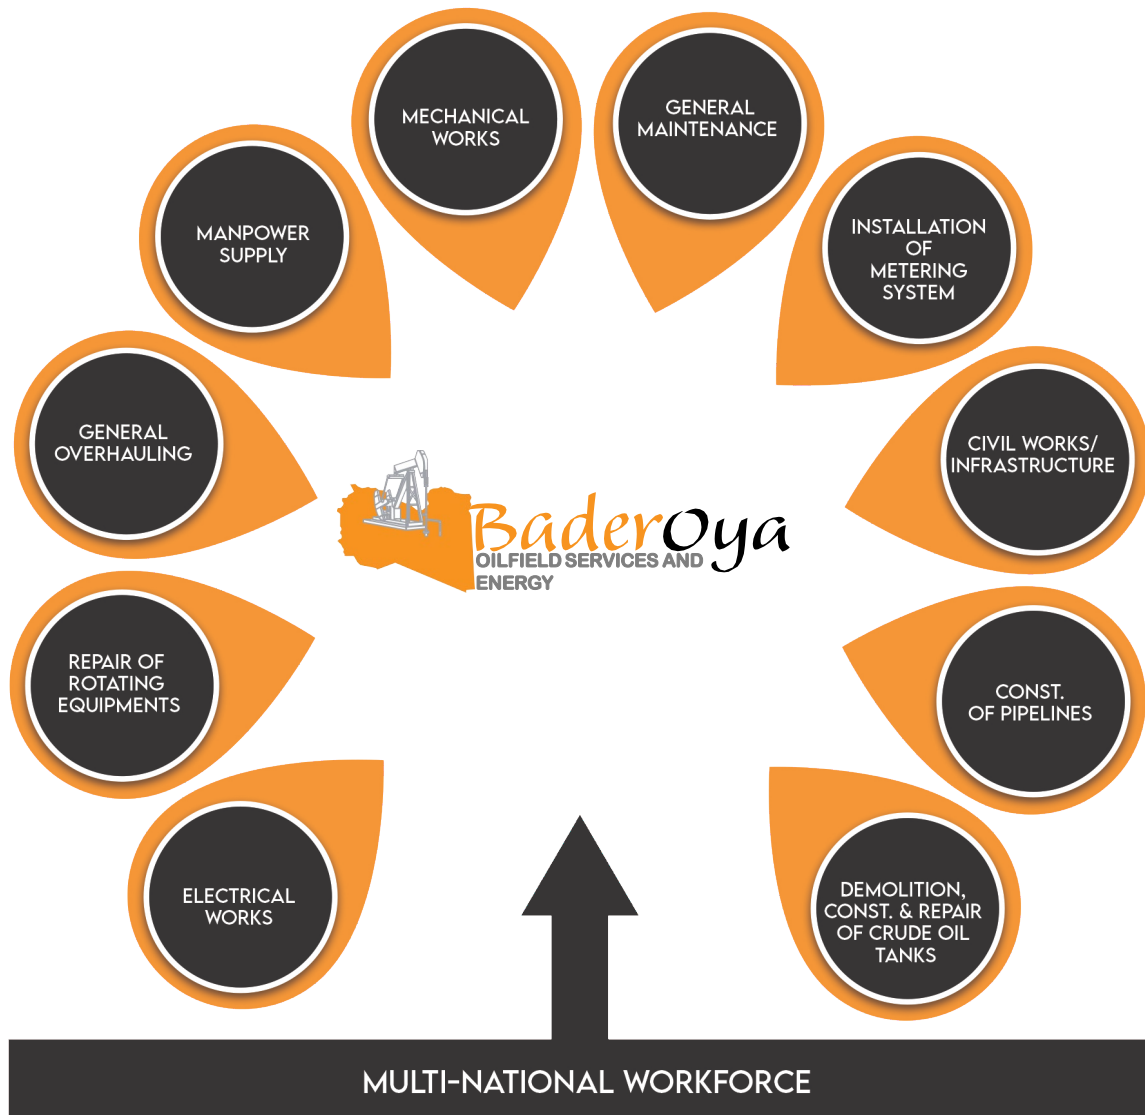 MECHANICAL
WORKS
GENERAL
MAINTENANCE
MANPOWER
SUPPLY
INSTALLATION
OF
METERING
SYSTEM
GENERAL
OVERHAULING
CIVIL WORKS/
INFRASTRUCTURE
BaderOya
OILFIELD SERVICES AND
ENERGY
REPAIR OF
ROTATING
EQUIPMENTS
CONST.
OF PIPELINES
ELECTRICAL
WORKS
DEMOLITION,
CONST. & REPAIR
OF CRUDE OIL
TANKS
MULTI-NATIONAL WORKFORCE